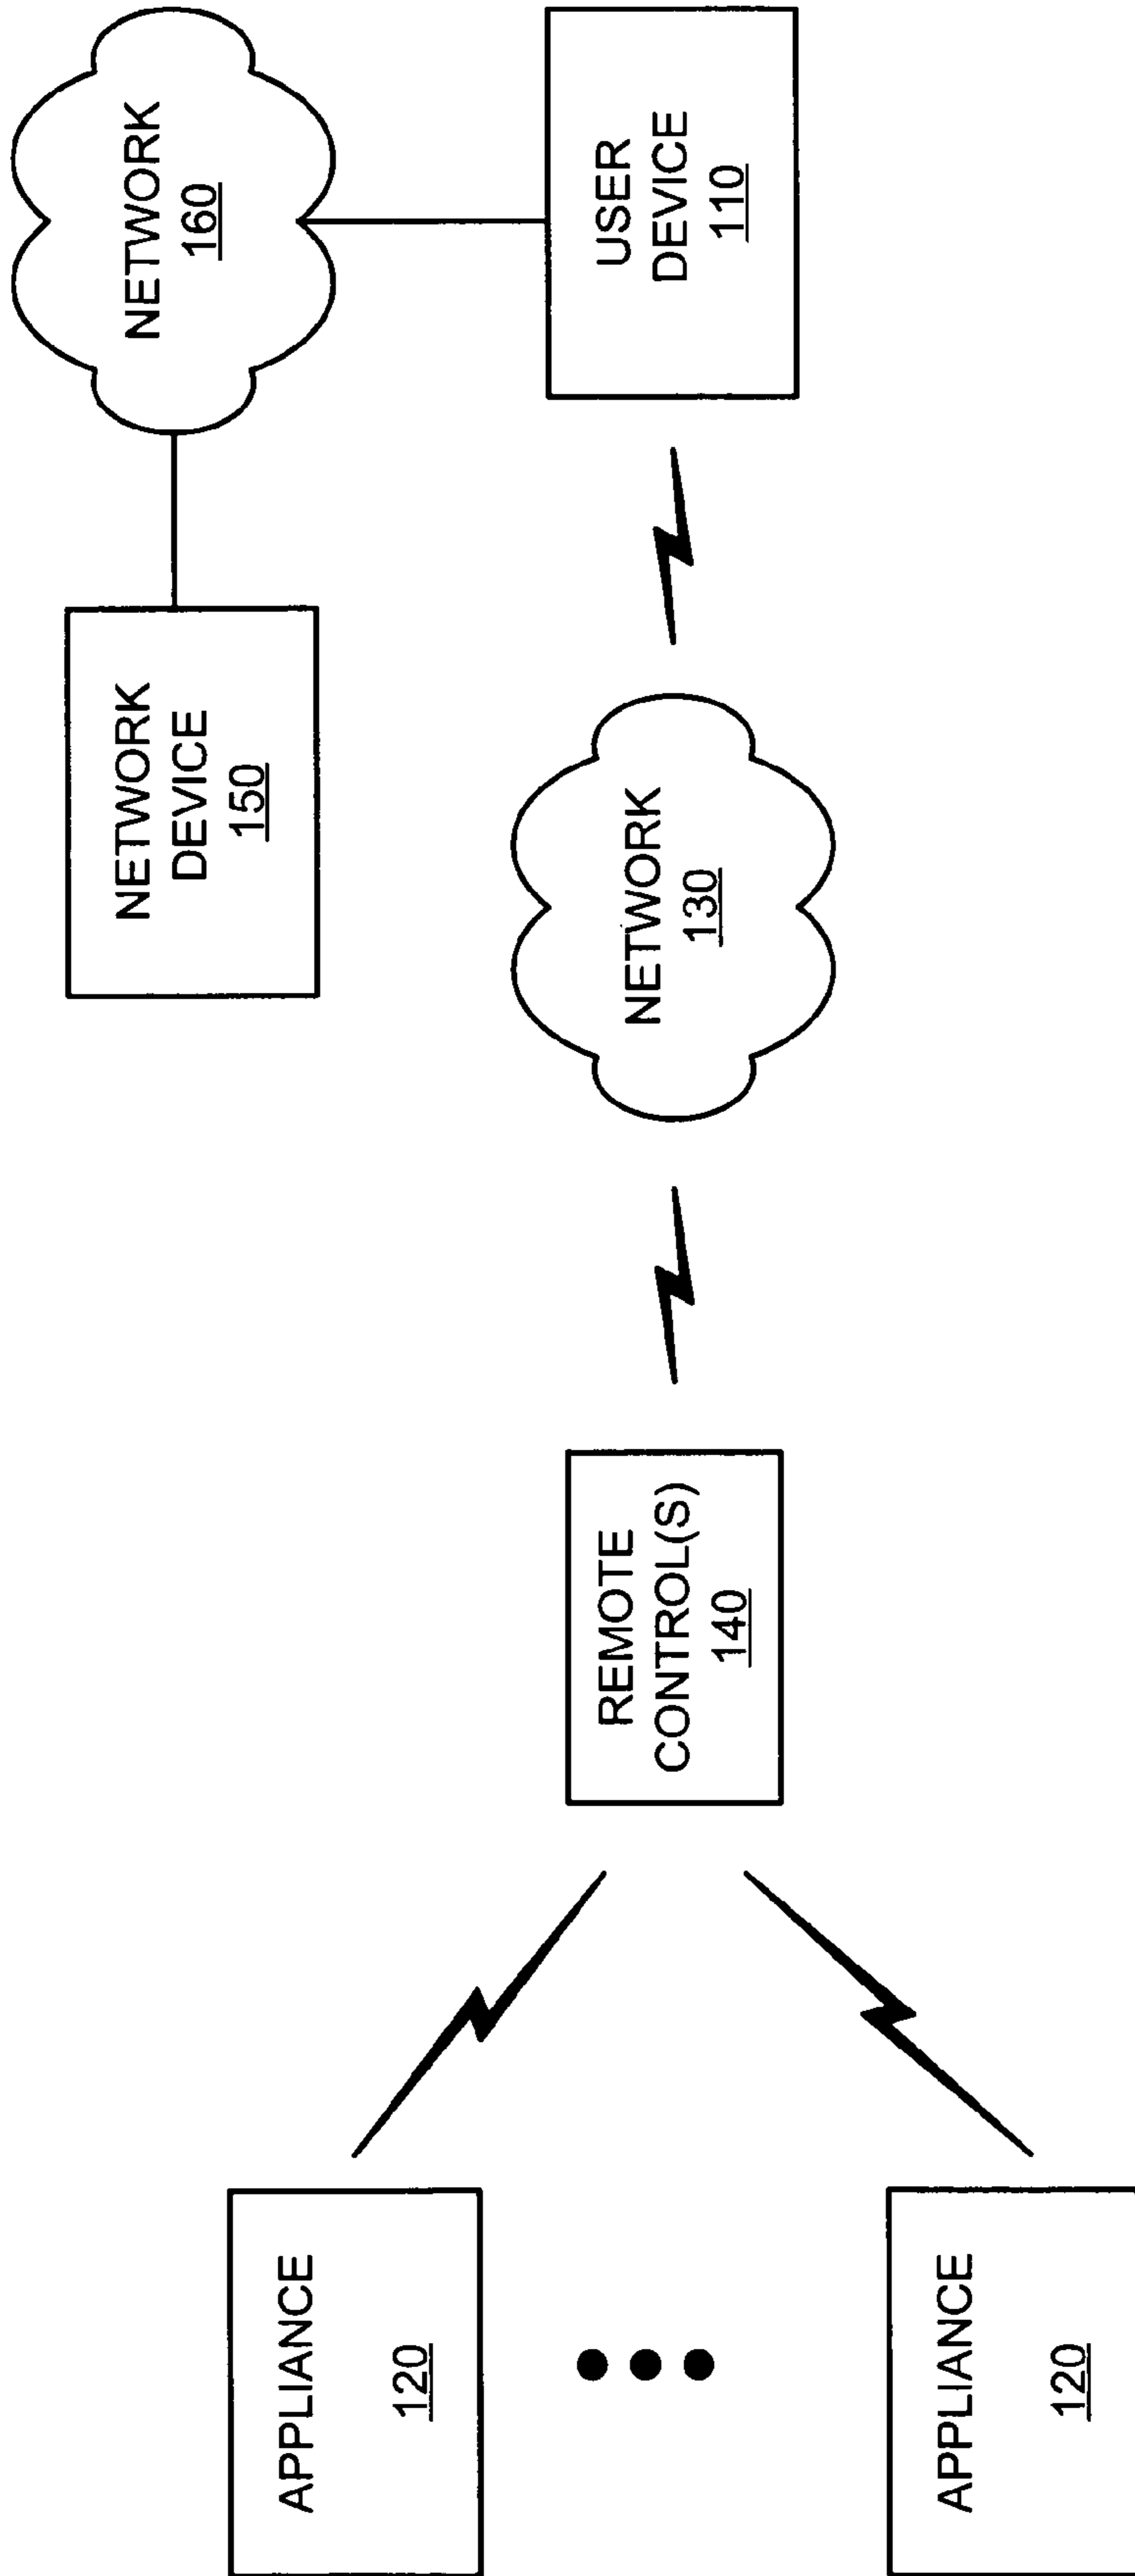 NETWORK
DEVICE
150
NETWORK
160
APPLIANCE
120
REMOTE
CONTROL(S)
140
NETWORK
130
USER
DEVICE
110
APPLIANCE
120